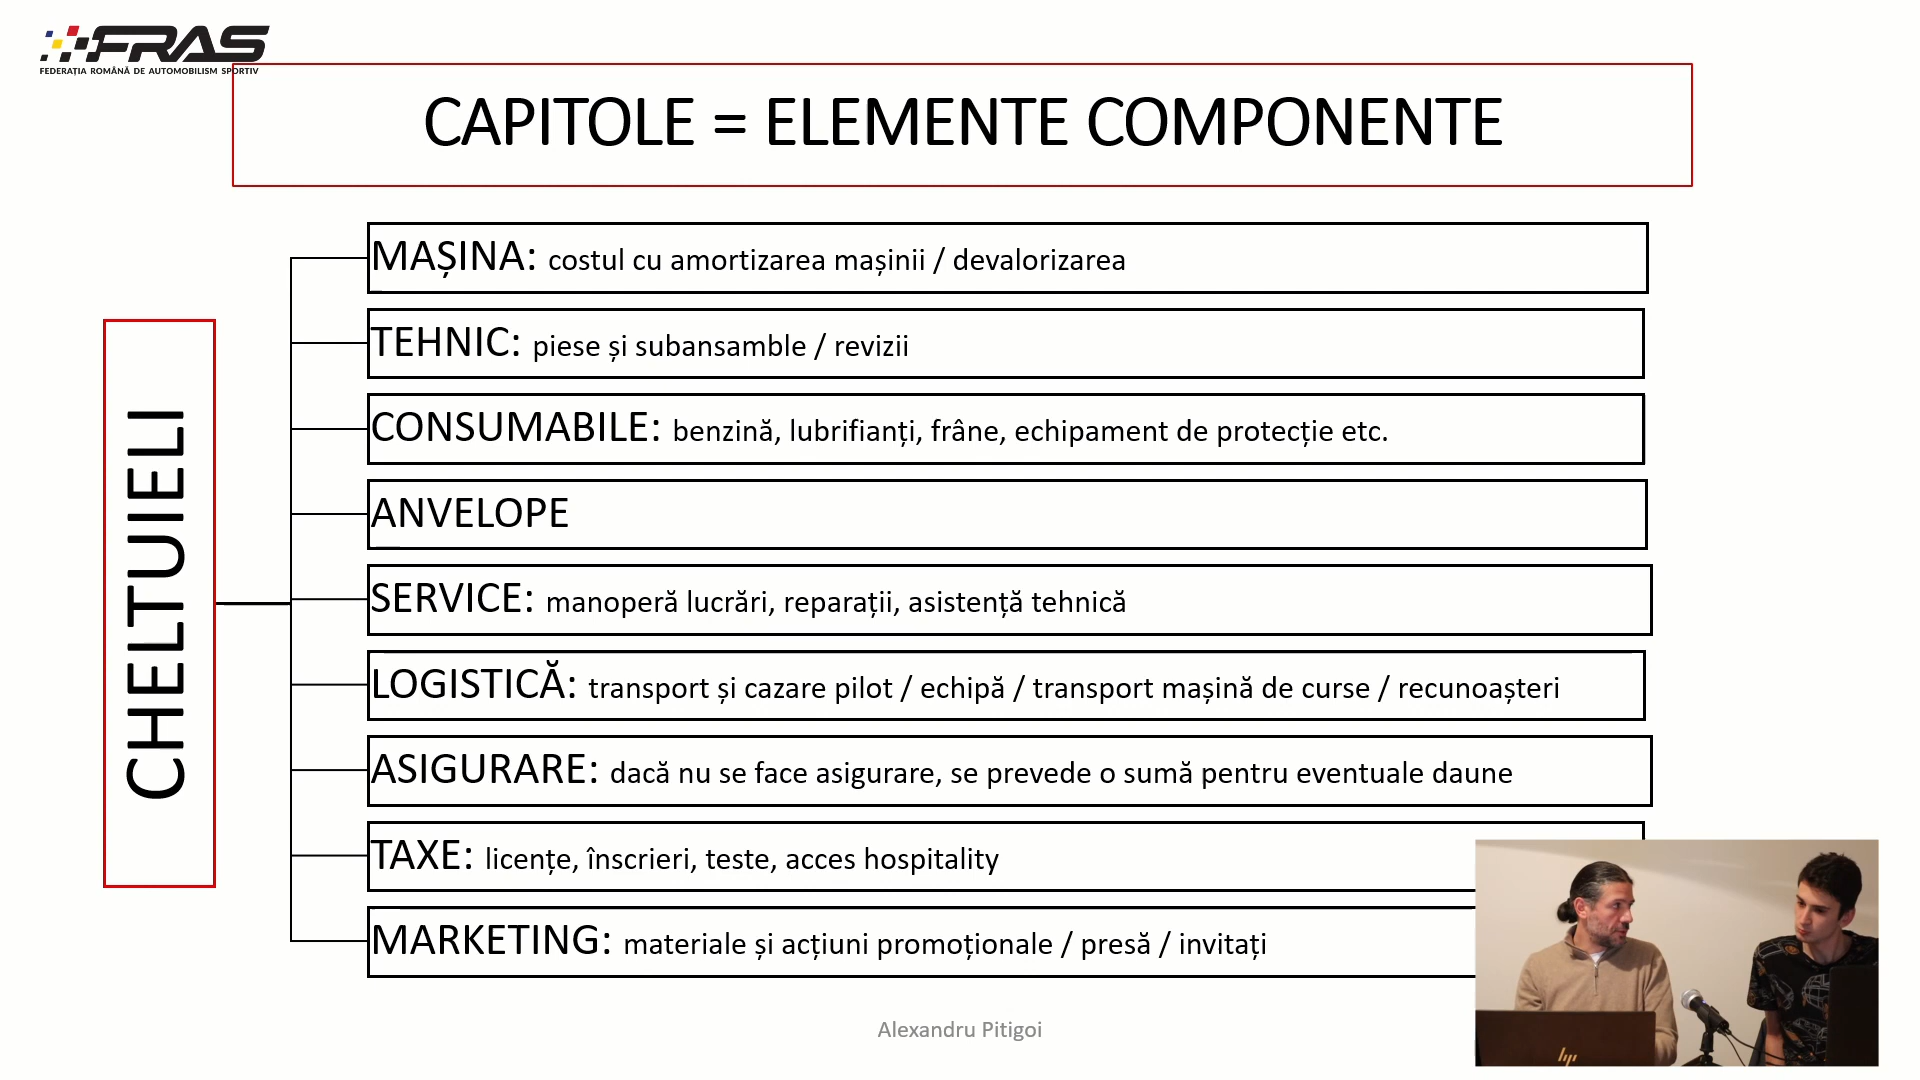 FRAS
FEDERAȚIA ROMÂNĂ DE AUTOMOBILISM SPORTIV
CAPITOLE = ELEMENTE COMPONENTE
CHELTUIELI
MAȘINA: costul cu amortizarea mașinii / devalorizarea
TEHNIC: piese și subansamble / revizii
CONSUMABILE: benzină, lubrifianți, frâne, echipament de protecție etc.
ANVELOPE
SERVICE: manoperă lucrări, reparații, asistență tehnică
LOGISTICĂ: transport și cazare pilot / echipă / transport mașină de curse / recunoașteri
ASIGURARE: dacă nu se face asigurare, se prevede o sumă pentru eventuale daune
TAXE: licențe, înscrieri, teste, acces hospitality
MARKETING: materiale și acțiuni promoționale / presă / invitați
Alexandru Pitigoi
hp